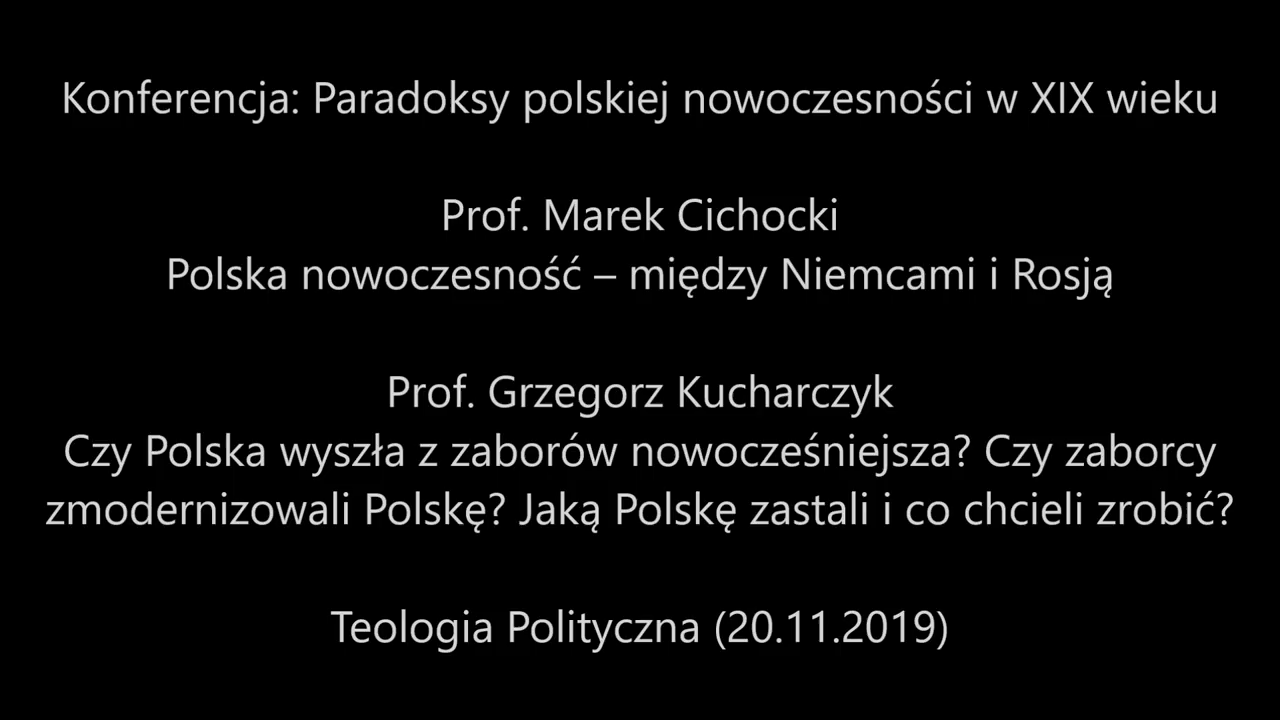 Konferencja: Paradoksy polskiej nowoczesności w XIX wieku
Prof. Marek Cichocki
Polska nowoczesność – między Niemcami i Rosją
Prof. Grzegorz Kucharczyk
Czy Polska wyszła z zaborów nowocześniejsza? Czy zaborcy
zmodernizowali Polskę? Jaką Polskę zastali i co chcieli zrobić?
Teologia Polityczna (20.11.2019)